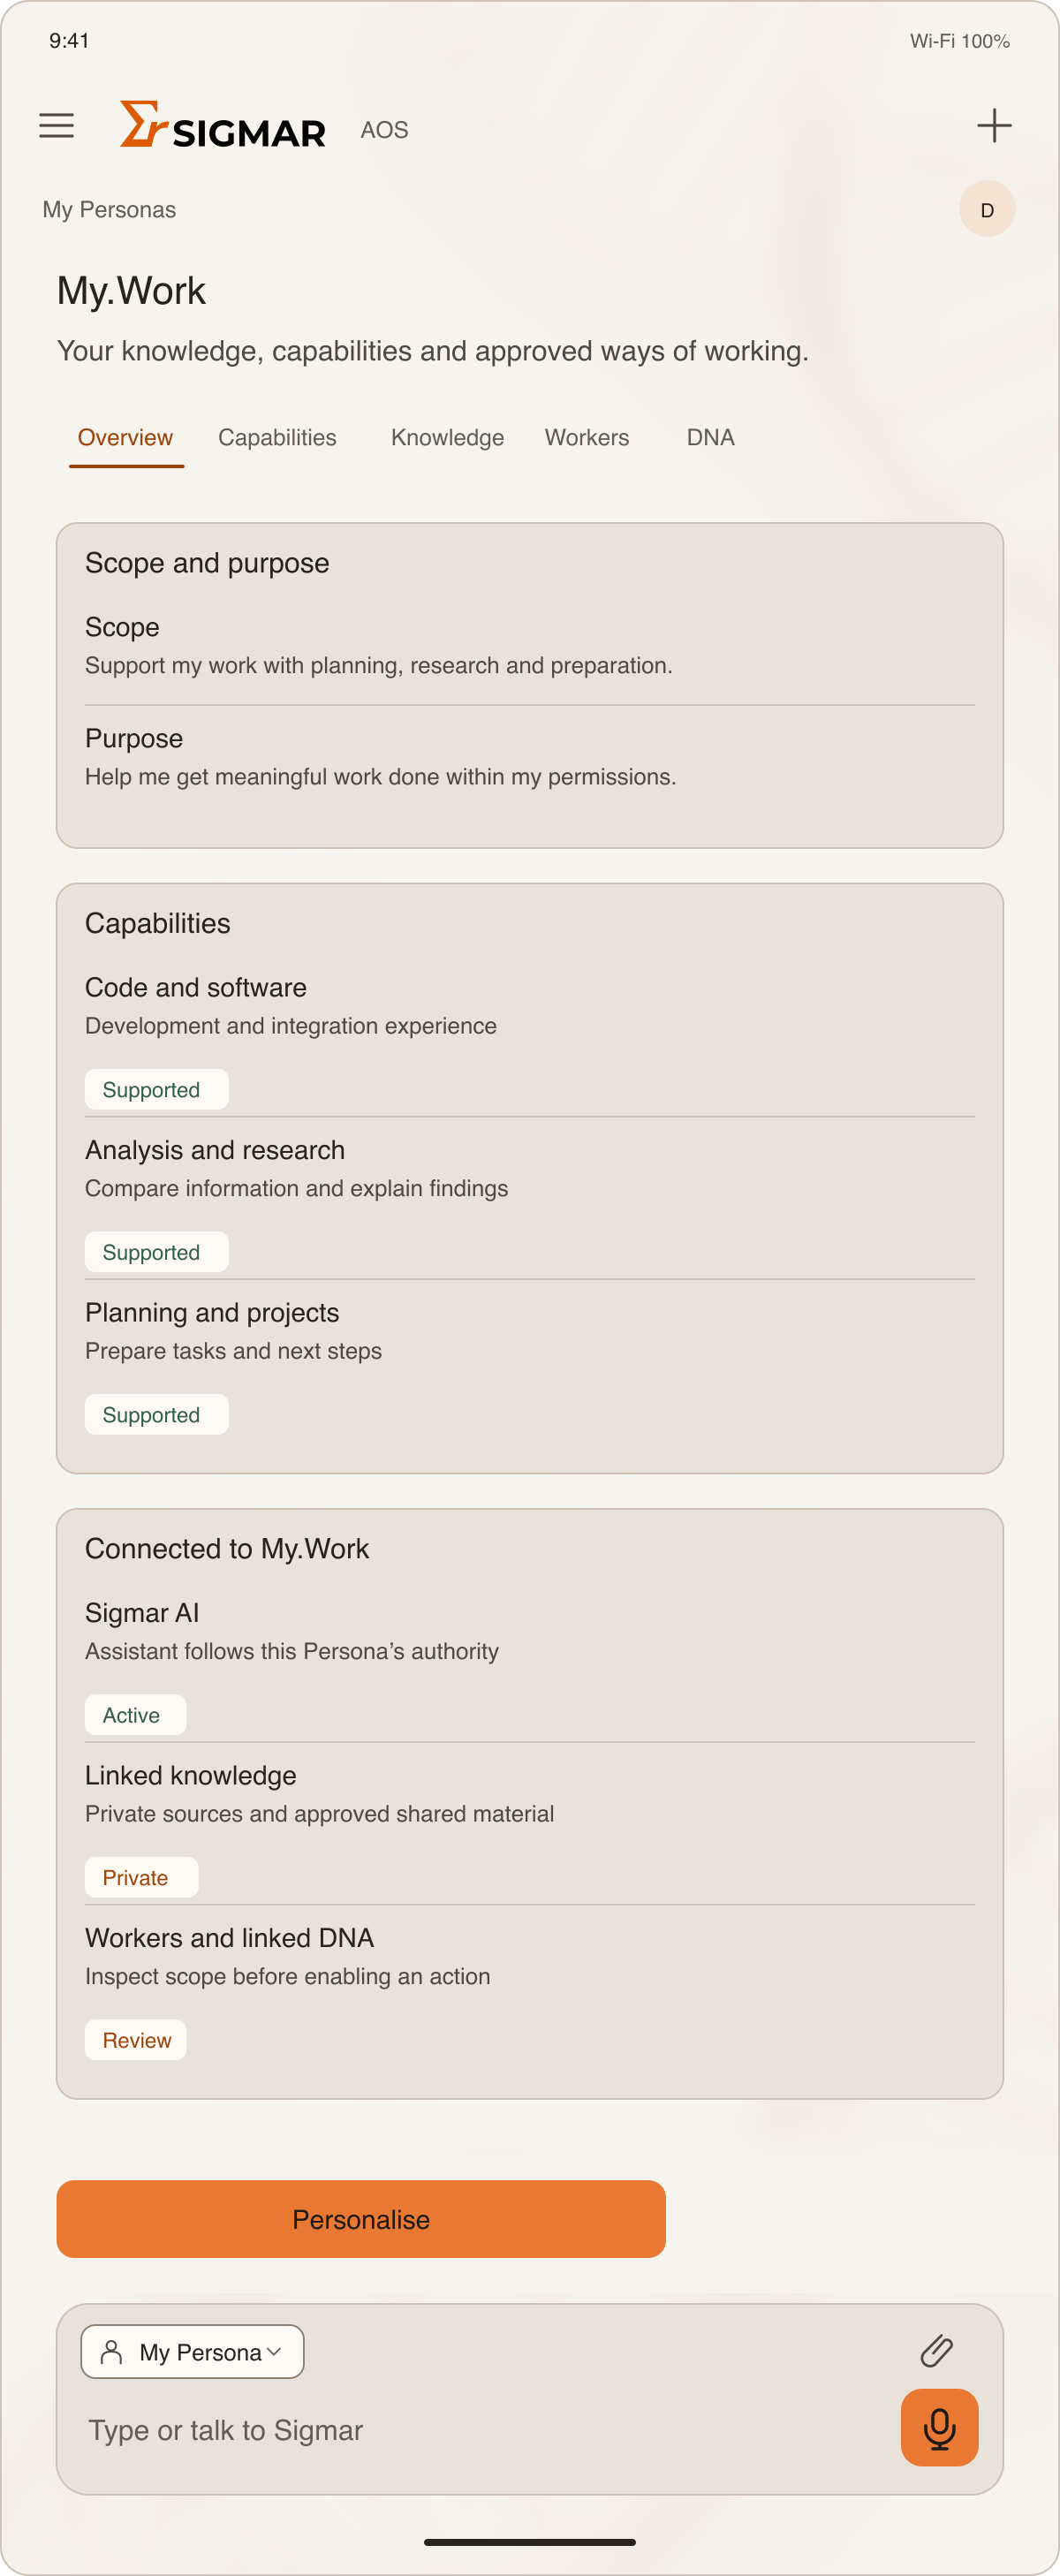 9:41
Wi-Fi 100%
Σr SIGMAR AOS
My Personas
D
My.Work
Your knowledge, capabilities and approved ways of working.
Overview Capabilities Knowledge Workers DNA
Scope and purpose
Scope
Support my work with planning, research and preparation.
Purpose
Help me get meaningful work done within my permissions.
Capabilities
Code and software
Development and integration experience
Supported
Analysis and research
Compare information and explain findings
Supported
Planning and projects
Prepare tasks and next steps
Supported
Connected to My.Work
Sigmar AI
Assistant follows this Persona’s authority
Active
Linked knowledge
Private sources and approved shared material
Private
Workers and linked DNA
Inspect scope before enabling an action
Review
Personalise
My Persona
Type or talk to Sigmar